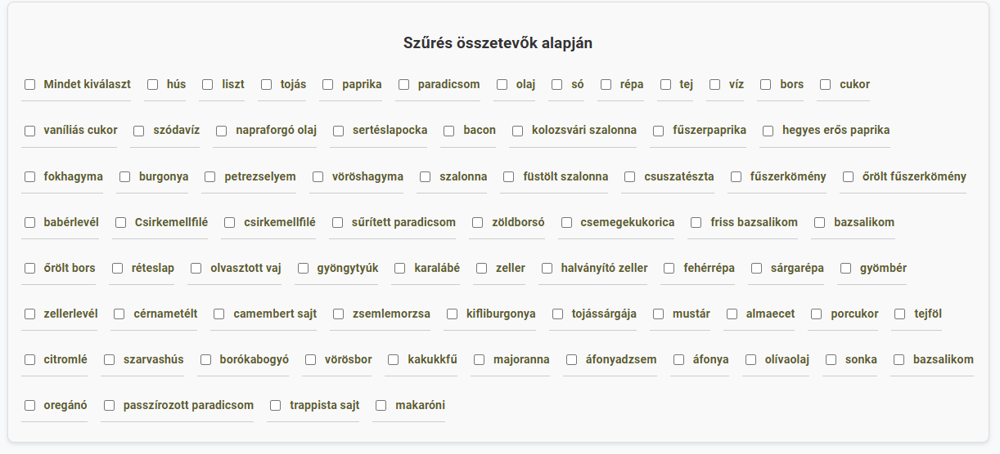 Szűrés összetevők alapján
Mindet kiválaszt hús liszt tojás paprika paradicsom olaj só répa tej víz bors cukor
vaníliás cukor szódavíz napraforgó olaj sertéslapocka bacon kolozsvári szalonna fűszerpaprika hegyes erős paprika
fokhagyma burgonya petrezselyem vöröshagyma szalonna füstölt szalonna csuszatészta fűszerkömény őrölt fűszerkömény
babérlevél Csirkemellfilé csirkemellfilé sűrített paradicsom zöldborsó csemegekukorica friss bazsalikom bazsalikom
őrölt bors réteslap olvasztott vaj gyöngytyúk karalábé zeller halványító zeller fehérrépa sárgarépa gyömbér
zellerlevél cérnametélt camembert sajt zsemlemorzsa kifliburgonya tojássárgája mustár almaecet porcukor tejföl
citromlé szarvashús borókabogyó vörösbor kakukkfű majoranna áfonyadzsem áfonya olívaolaj sonka bazsalikom
oregánó passzírozott paradicsom trappista sajt makaróni